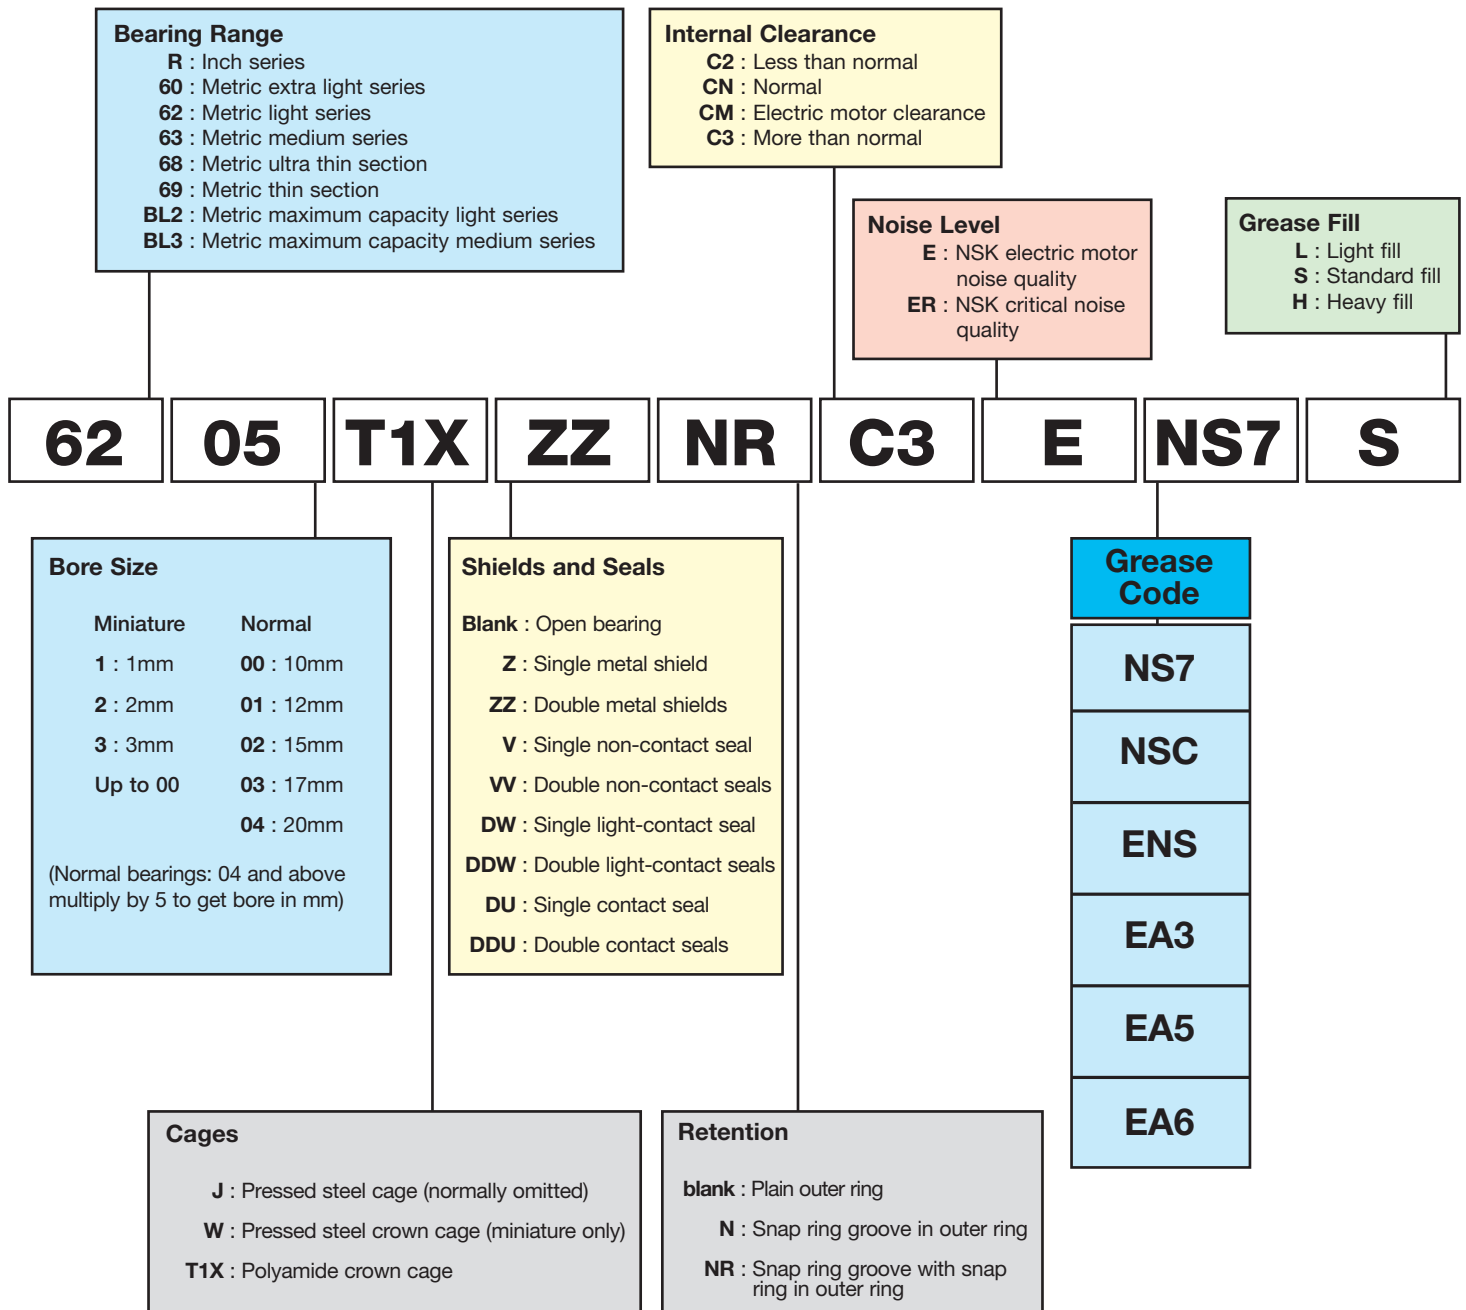 Bearing Range
R : Inch series
60 : Metric extra light series
62 : Metric light series
63 : Metric medium series
68 : Metric ultra thin section
69 : Metric thin section
BL2 : Metric maximum capacity light series
BL3 : Metric maximum capacity medium series
Internal Clearance
C2 : Less than normal
CN : Normal
CM : Electric motor clearance
C3 : More than normal
Noise Level
E : NSK electric motor
noise quality
ER : NSK critical noise
quality
Grease Fill
L : Light fill
S : Standard fill
H : Heavy fill
62 05 T1X ZZ NR C3 E NS7 S
Bore Size
Miniature Normal
1 : 1mm 00 : 10mm
2 : 2mm 01 : 12mm
3 : 3mm 02 : 15mm
Up to 00 03 : 17mm
04 : 20mm
(Normal bearings: 04 and above
multiply by 5 to get bore in mm)
Shields and Seals
Blank : Open bearing
Z : Single metal shield
ZZ : Double metal shields
V : Single non-contact seal
VV : Double non-contact seals
DW : Single light-contact seal
DDW : Double light-contact seals
DU : Single contact seal
DDU : Double contact seals
Grease
Code
NS7
NSC
ENS
EA3
EA5
EA6
Cages
J : Pressed steel cage (normally omitted)
W : Pressed steel crown cage (miniature only)
T1X : Polyamide crown cage
Retention
blank : Plain outer ring
N : Snap ring groove in outer ring
NR : Snap ring groove with snap
ring in outer ring